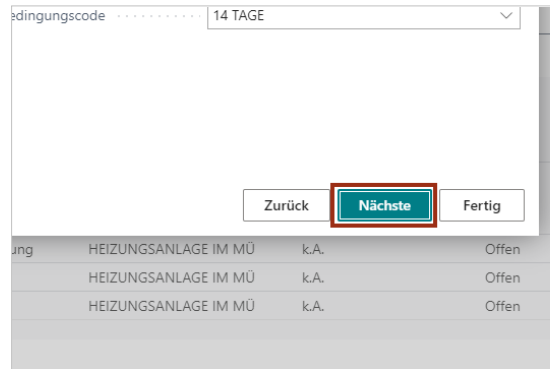 edingungscode 14 TAGE
Zurück Nächste Fertig
ung HEIZUNGSANLAGE IM MÜ k.A. Offen
HEIZUNGSANLAGE IM MÜ k.A. Offen
HEIZUNGSANLAGE IM MÜ k.A. Offen